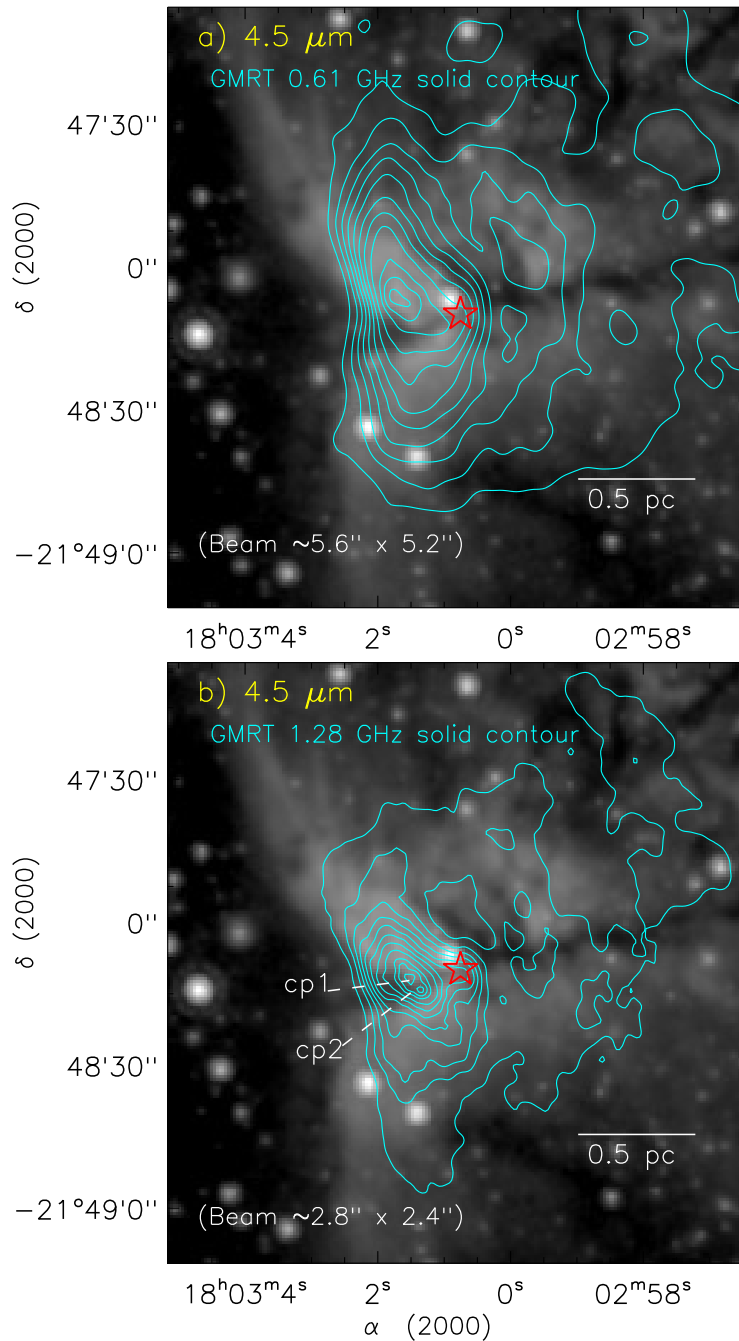 a) 4.5 μm
GMRT 0.61 GHz solid contour
47'30''
δ (2000)
0''
48'30''
0.5 pc
−21°49'0''
(Beam ~5.6'' x 5.2'')
18ʰ03ᵐ4ˢ 2ˢ 0ˢ 02ᵐ58ˢ
b) 4.5 μm
GMRT 1.28 GHz solid contour
47'30''
δ (2000)
0''
cp1
cp2
48'30''
0.5 pc
−21°49'0''
(Beam ~2.8'' x 2.4'')
18ʰ03ᵐ4ˢ 2ˢ 0ˢ 02ᵐ58ˢ
α (2000)